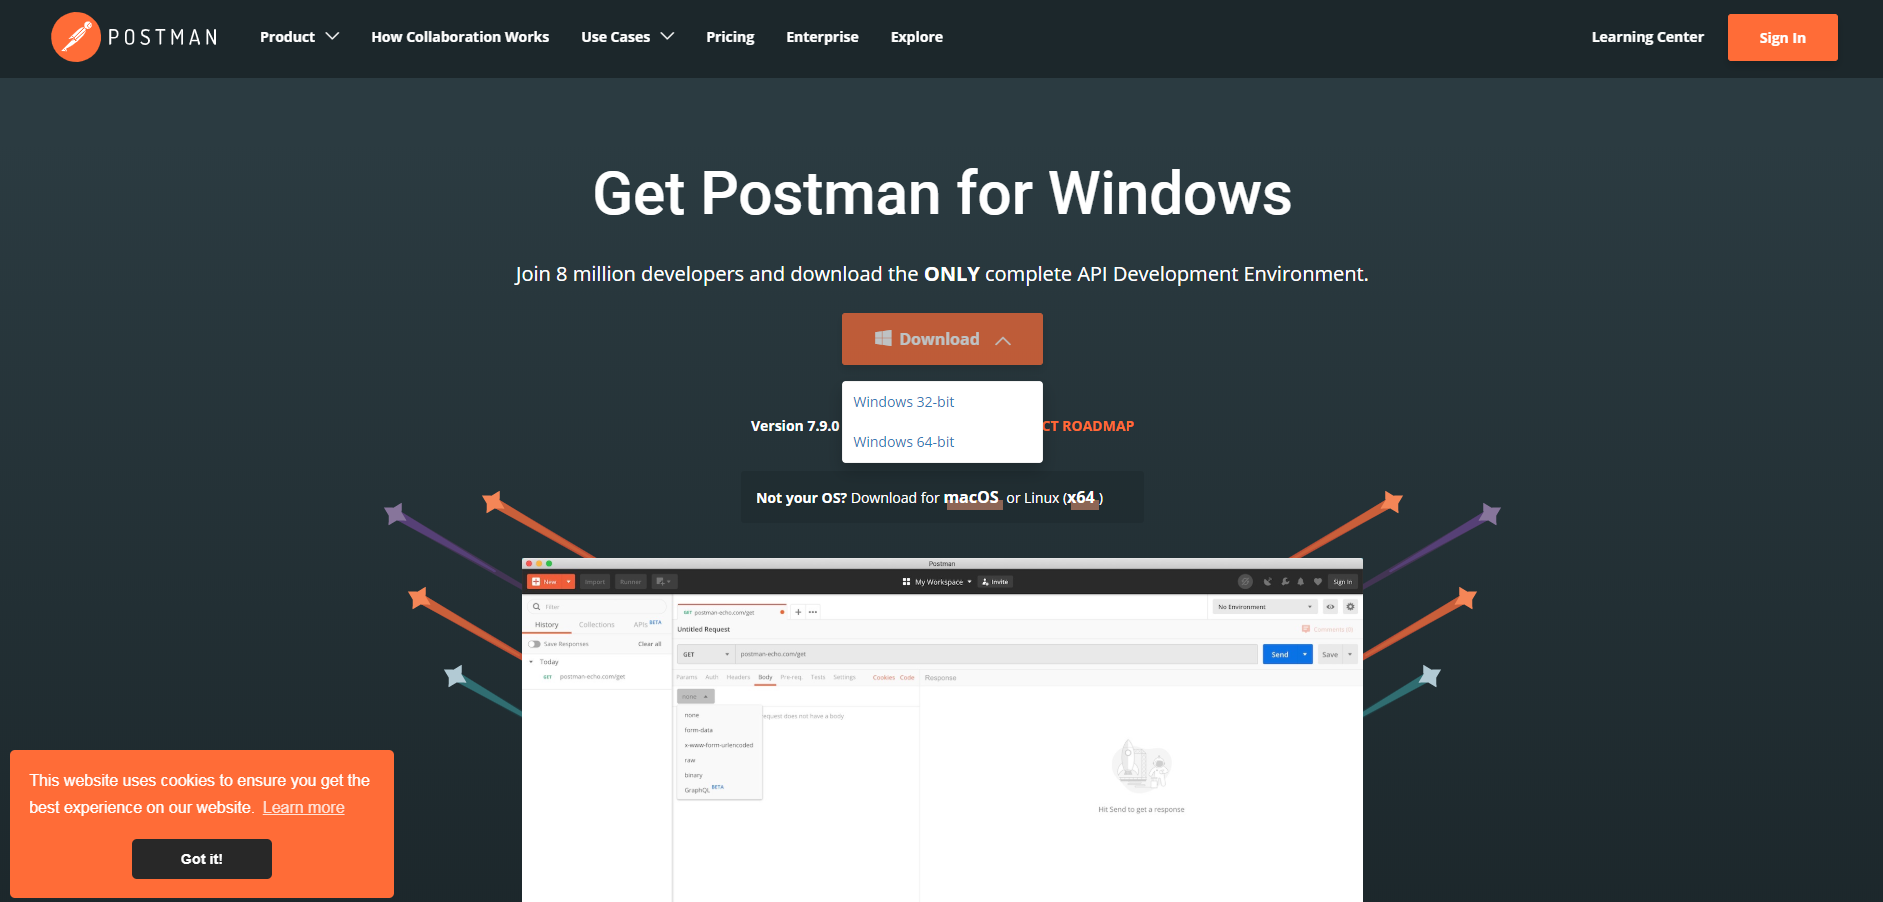 POSTMAN Product How Collaboration Works Use Cases Pricing Enterprise Explore Learning Center Sign In
Get Postman for Windows
Join 8 million developers and download the ONLY complete API Development Environment.
Download
Windows 32-bit
Version 7.9.0 CT ROADMAP
Windows 64-bit
Not your OS? Download for macOS or Linux (x64 )
Postman
New Import Runner My Workspace Invite Sign In
Filter
GET postman-echo.com/get + ••• No Environment
History Collections APIs BETA
Untitled Request Comments (0)
Save Responses Clear all
GET postman-echo.com/get Send Save
Today
GET postman-echo.com/get
Params Auth Headers Body Pre-req. Tests Settings Cookies Code Response
none
none
equest does not have a body
form-data
x-www-form-urlencoded
raw
binary
GraphQL BETA
Hit Send to get a response
This website uses cookies to ensure you get the
best experience on our website. Learn more
Got it!